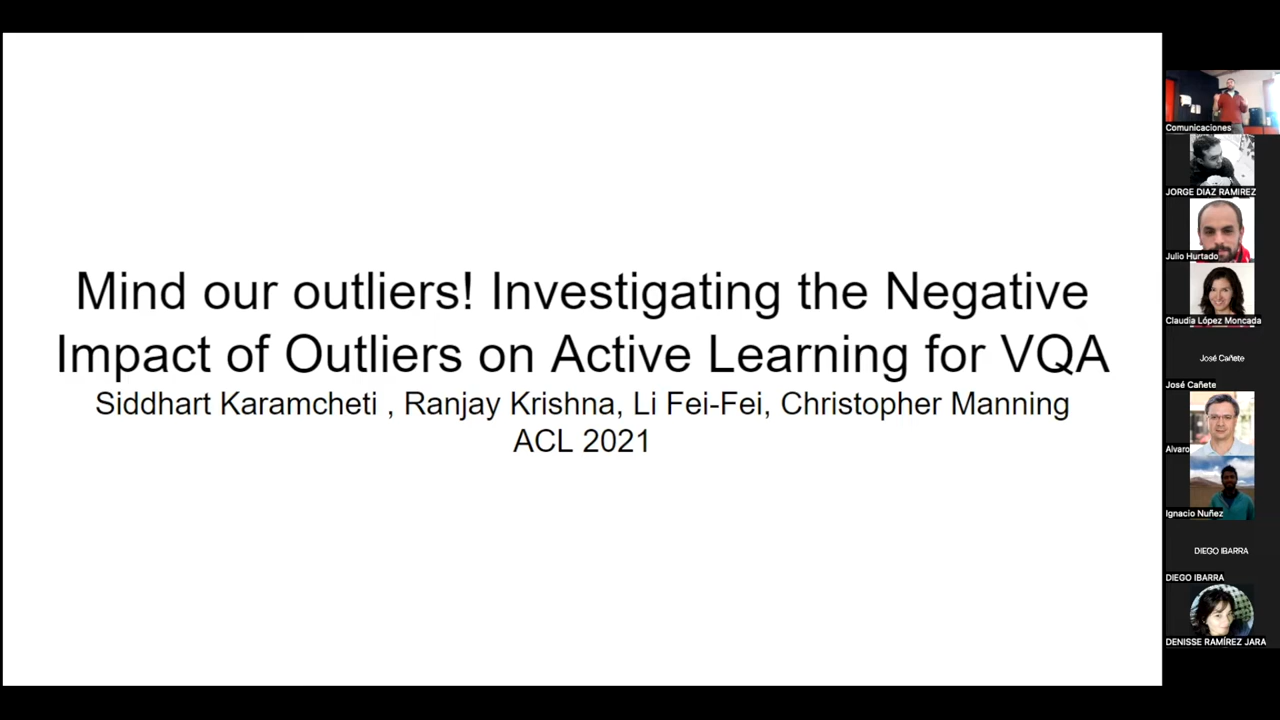 Mind our outliers! Investigating the Negative
Impact of Outliers on Active Learning for VQA
Siddhart Karamcheti , Ranjay Krishna, Li Fei-Fei, Christopher Manning
ACL 2021
Comunicaciones
JORGE DIAZ RAMIREZ
Julio Hurtado
Claudia López Moncada
José Cañete
José Cañete
Alvaro
Ignacio Nuñez
DIEGO IBARRA
DIEGO IBARRA
DENISSE RAMÍREZ JARA